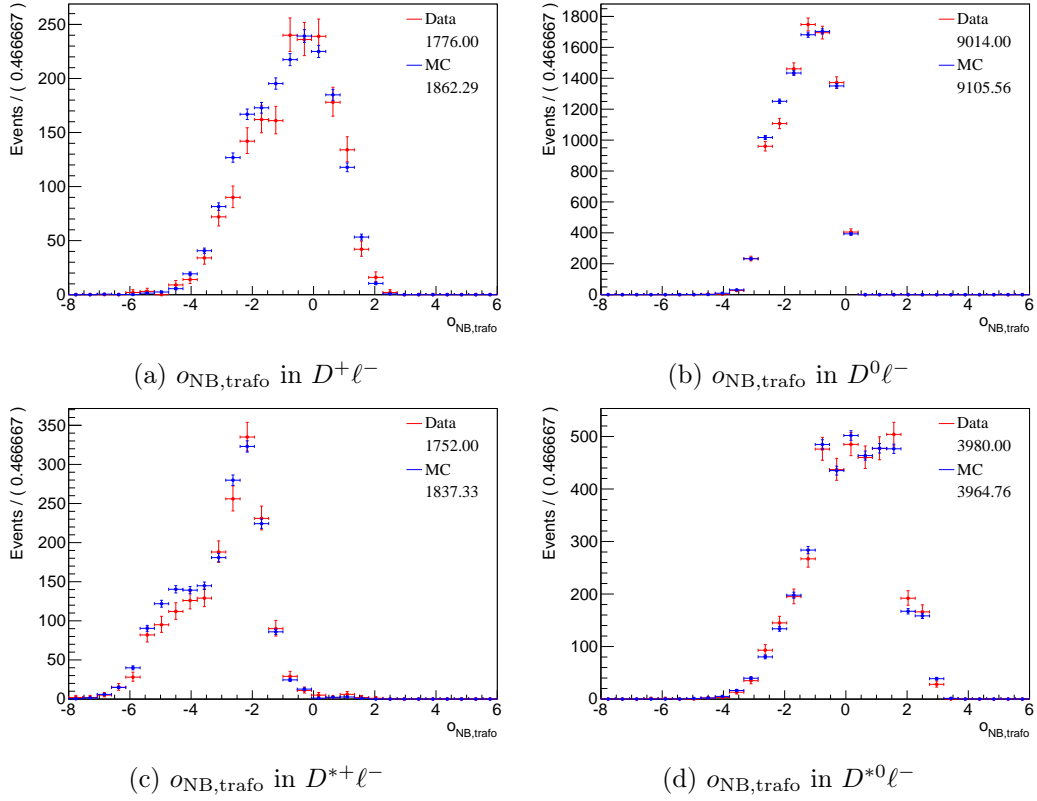 Events / ( 0.466667 )
250
200
150
100
50
0
-8 -6 -4 -2 0 2 4 6
o_NB,trafo
Data
1776.00
MC
1862.29
(a) o_NB,trafo in D⁺ℓ⁻
Events / ( 0.466667 )
1800
1600
1400
1200
1000
800
600
400
200
0
-8 -6 -4 -2 0 2 4 6
o_NB,trafo
Data
9014.00
MC
9105.56
(b) o_NB,trafo in D⁰ℓ⁻
Events / ( 0.466667 )
350
300
250
200
150
100
50
0
-8 -6 -4 -2 0 2 4 6
o_NB,trafo
Data
1752.00
MC
1837.33
(c) o_NB,trafo in D*⁺ℓ⁻
Events / ( 0.466667 )
500
400
300
200
100
0
-8 -6 -4 -2 0 2 4 6
o_NB,trafo
Data
3980.00
MC
3964.76
(d) o_NB,trafo in D*⁰ℓ⁻